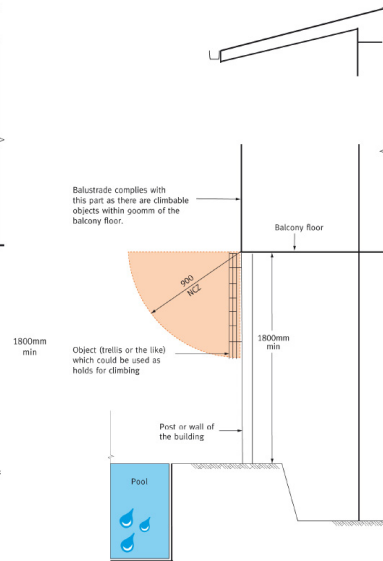 Balustrade complies with
this part as there are climbable
objects within 900mm of the
balcony floor.
Balcony floor
900
NCZ
1800mm
min
Object (trellis or the like)
which could be used as
holds for climbing
1800mm
min
Post or wall of
the building
Pool